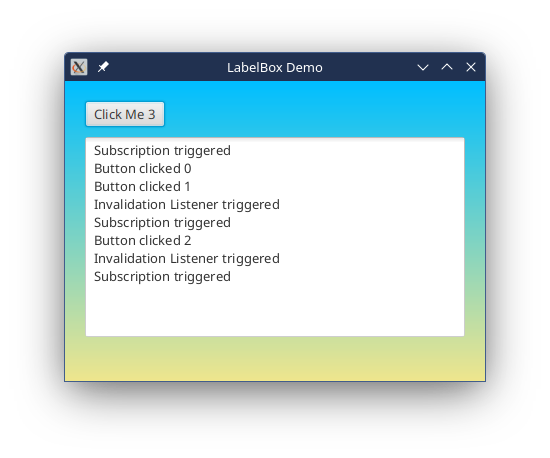 LabelBox Demo
Click Me 3
Subscription triggered
Button clicked 0
Button clicked 1
Invalidation Listener triggered
Subscription triggered
Button clicked 2
Invalidation Listener triggered
Subscription triggered